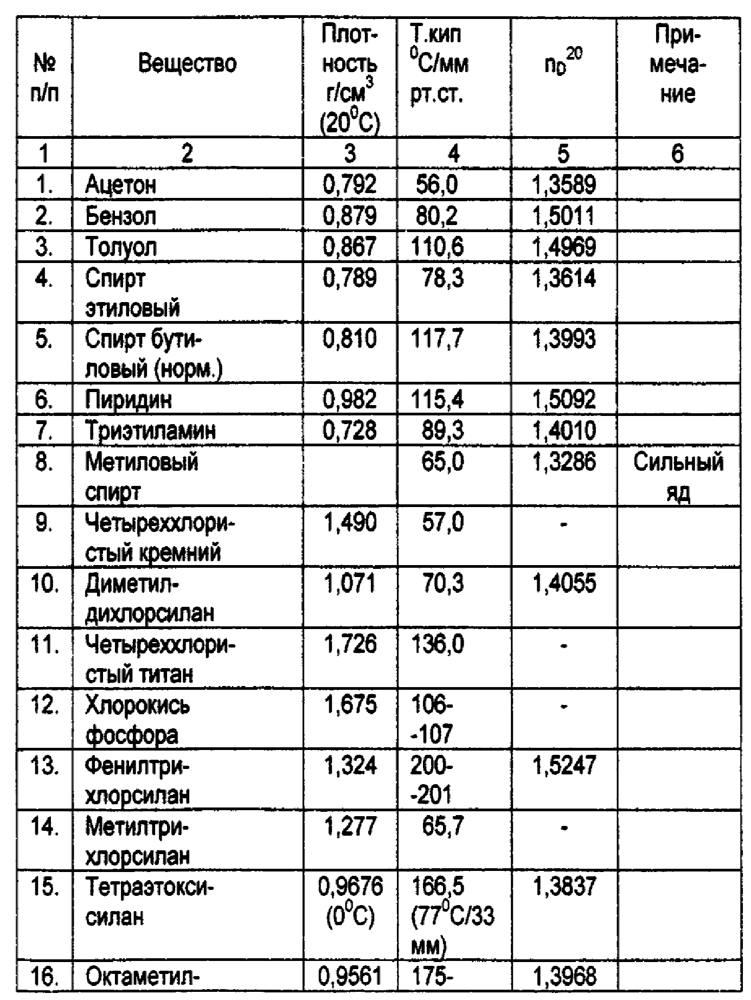 № п/п | Вещество | Плот-ность г/см³ (20⁰С) | Т.кип ⁰С/мм рт.ст. | nD²⁰ | При-меча-ние
1 | 2 | 3 | 4 | 5 | 6
1. | Ацетон | 0,792 | 56,0 | 1,3589
2. | Бензол | 0,879 | 80,2 | 1,5011
3. | Толуол | 0,867 | 110,6 | 1,4969
4. | Спирт | 0,789 | 78,3 | 1,3614
этиловый
5. | Спирт бути- | 0,810 | 117,7 | 1,3993
ловый (норм.)
6. | Пиридин | 0,982 | 115,4 | 1,5092
7. | Триэтиламин | 0,728 | 89,3 | 1,4010
8. | Метиловый | | 65,0 | 1,3286 | Сильный
спирт | яд
9. | Четыреххлори- | 1,490 | 57,0 | -
стый кремний
10. | Диметил- | 1,071 | 70,3 | 1,4055
дихлорсилан
11. | Четыреххлори- | 1,726 | 136,0 | -
стый титан
12. | Хлорокись | 1,675 | 106- | -
фосфора | -107
13. | Фенилтри- | 1,324 | 200- | 1,5247
хлорсилан | -201
14. | Метилтри- | 1,277 | 65,7 | -
хлорсилан
15. | Тетраэтокси- | 0,9676 | 166,5 | 1,3837
силан | (0⁰С) | (77⁰С/33
мм)
16. | Октаметил- | 0,9561 | 175- | 1,3968